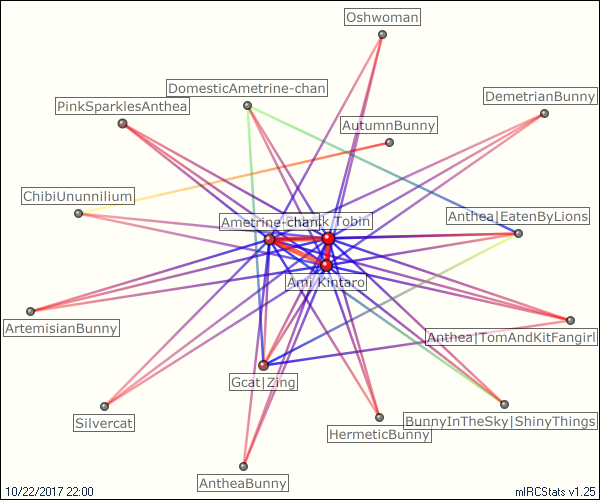 Oshwoman
DomesticAmetrine-chan
DemetrianBunny
PinkSparklesAnthea
AutumnBunny
ChibiUnunnilium
Ametrine-chan
k Tobin
Anthea|EatenByLions
Ami Kintaro
ArtemisianBunny
Anthea|TomAndKitFangirl
Gcat|Zing
Silvercat
BunnyInTheSky|ShinyThings
HermeticBunny
AntheaBunny
10/22/2017 22:00
mIRCStats v1.25